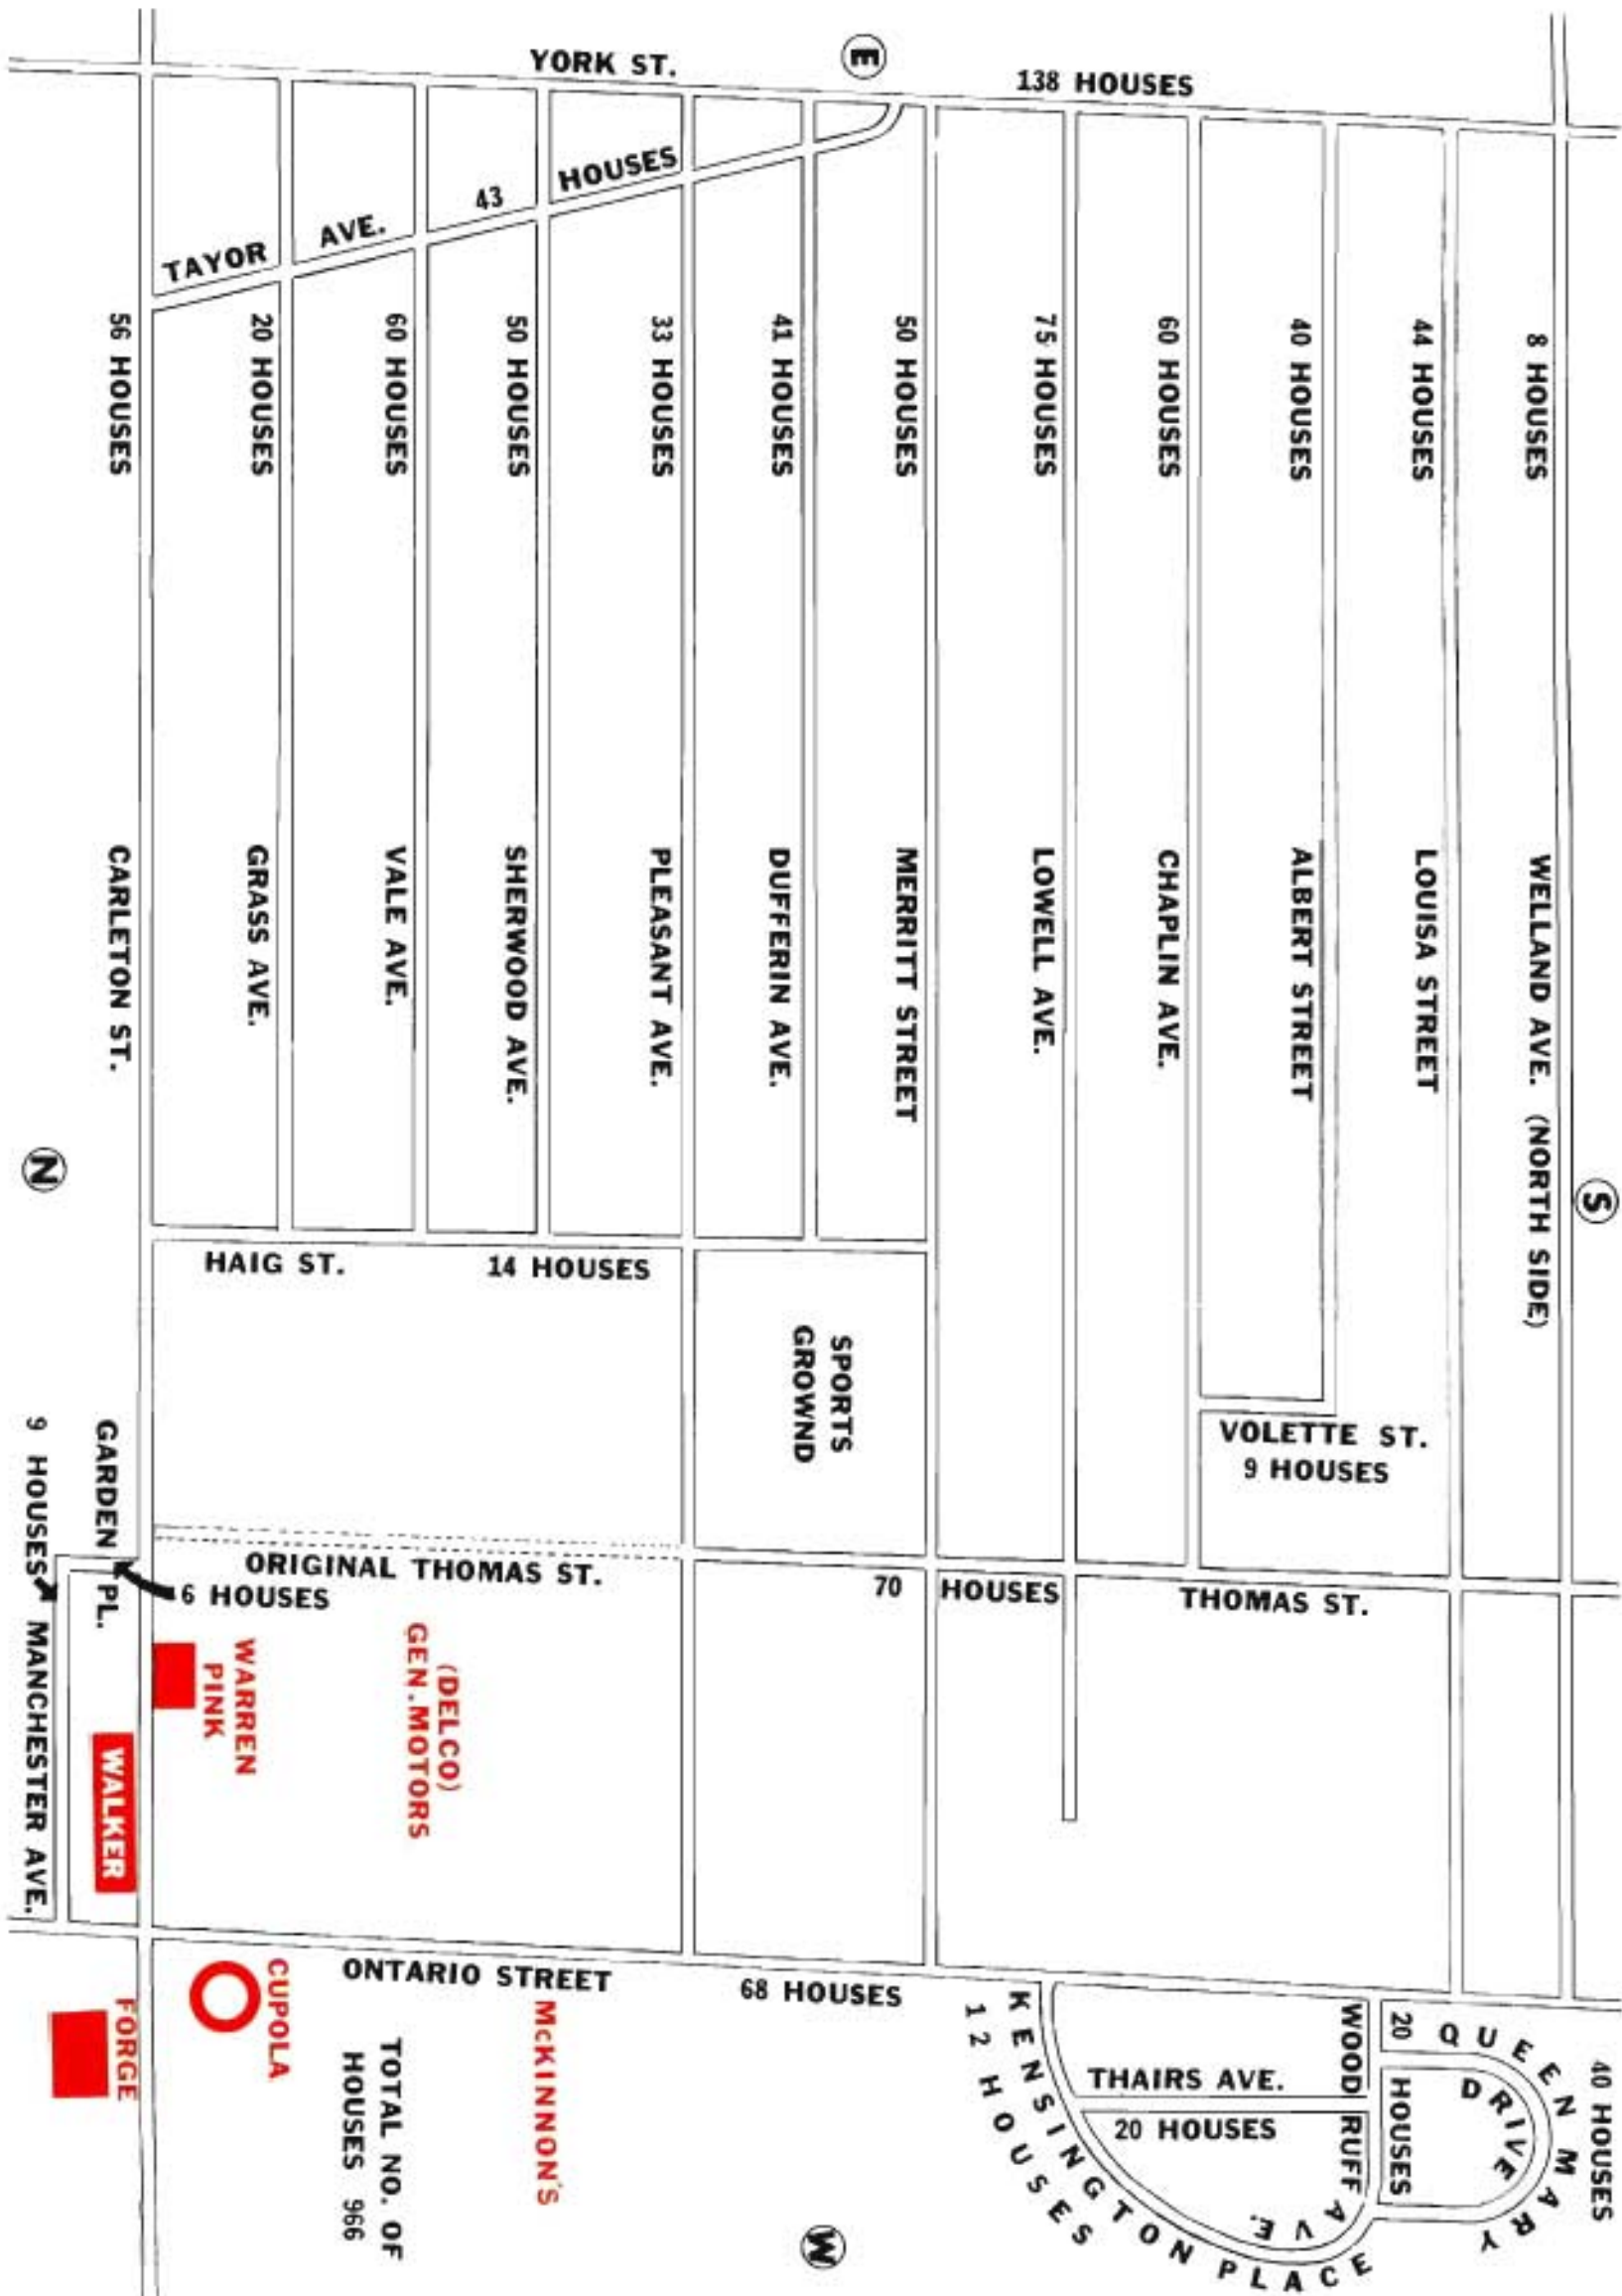 E
YORK ST.
138 HOUSES
TAYOR AVE.
43 HOUSES
56 HOUSES
CARLETON ST.
20 HOUSES
GRASS AVE.
60 HOUSES
VALE AVE.
50 HOUSES
SHERWOOD AVE.
33 HOUSES
PLEASANT AVE.
41 HOUSES
DUFFERIN AVE.
50 HOUSES
MERRITT STREET
75 HOUSES
LOWELL AVE.
60 HOUSES
CHAPLIN AVE.
40 HOUSES
ALBERT STREET
44 HOUSES
LOUISA STREET
8 HOUSES
WELLAND AVE. (NORTH SIDE)
N
S
HAIG ST.
14 HOUSES
SPORTS
GROWND
VOLETTE ST.
9 HOUSES
GARDEN PL.
9 HOUSES
MANCHESTER AVE.
ORIGINAL THOMAS ST.
6 HOUSES
70 HOUSES
THOMAS ST.
WARREN
PINK
(DELCO)
GEN. MOTORS
WALKER
CUPOLA
FORGE
ONTARIO STREET
68 HOUSES
McKINNON'S
TOTAL NO. OF
HOUSES 966
KENSINGTON PLACE
12 HOUSES
THAIRS AVE.
20 HOUSES
WOODRUFF AVE.
20 HOUSES
QUEEN MARY
DRIVE
40 HOUSES
W